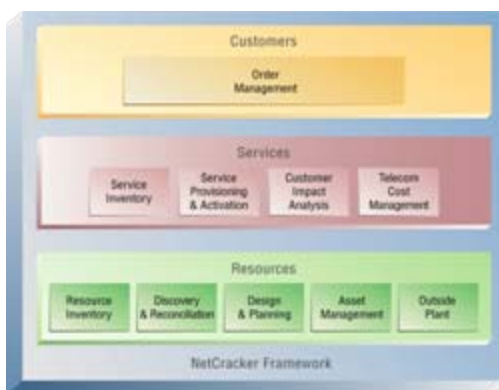 Customers
Order
Management
Services
Service
Inventory
Service
Provisioning
& Activation
Customer
Impact
Analysis
Telecom
Cost
Management
Resources
Resource
Inventory
Discovery
& Reconciliation
Design
& Planning
Asset
Management
Outside
Plant
NetCracker Framework